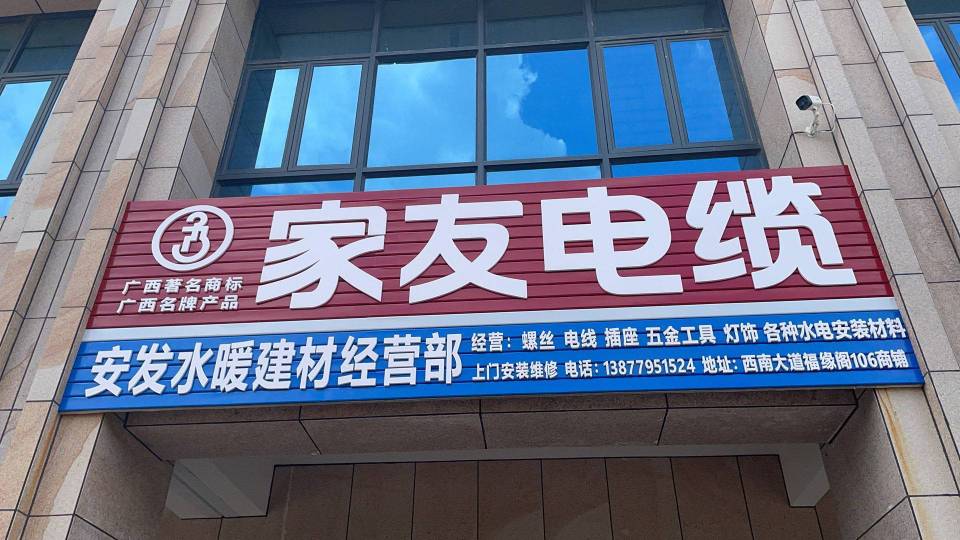 家友电缆
广西著名商标
广西名牌产品
安发水暖建材经营部
经营：螺丝 电线 插座 五金工具 灯饰 各种水电安装材料
上门安装维修 电话：13877951524 地址：西南大道福缘阁106商铺